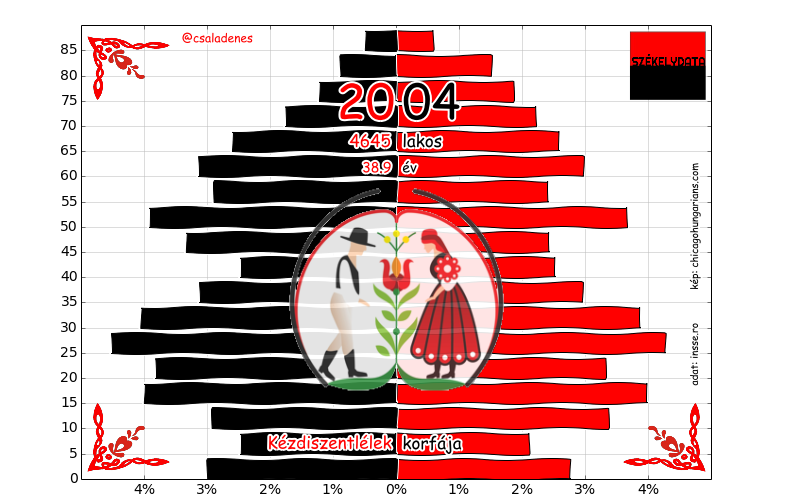 @csaladenes
SZÉKELYDATA
2004
4645 lakos
38.9 év
kép: chicagohungarians.com
adat: insse.ro
Kézdiszentlélek korfája
85
80
75
70
65
60
55
50
45
40
35
30
25
20
15
10
5
0
4% 3% 2% 1% 0% 1% 2% 3% 4%